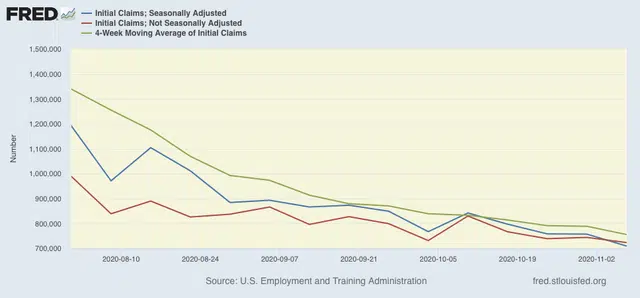 FRED
Initial Claims; Seasonally Adjusted
Initial Claims; Not Seasonally Adjusted
4-Week Moving Average of Initial Claims
1,500,000
1,400,000
1,300,000
1,200,000
1,100,000
1,000,000
900,000
800,000
700,000
Number
2020-08-10 2020-08-24 2020-09-07 2020-09-21 2020-10-05 2020-10-19 2020-11-02
Source: U.S. Employment and Training Administration fred.stlouisfed.org